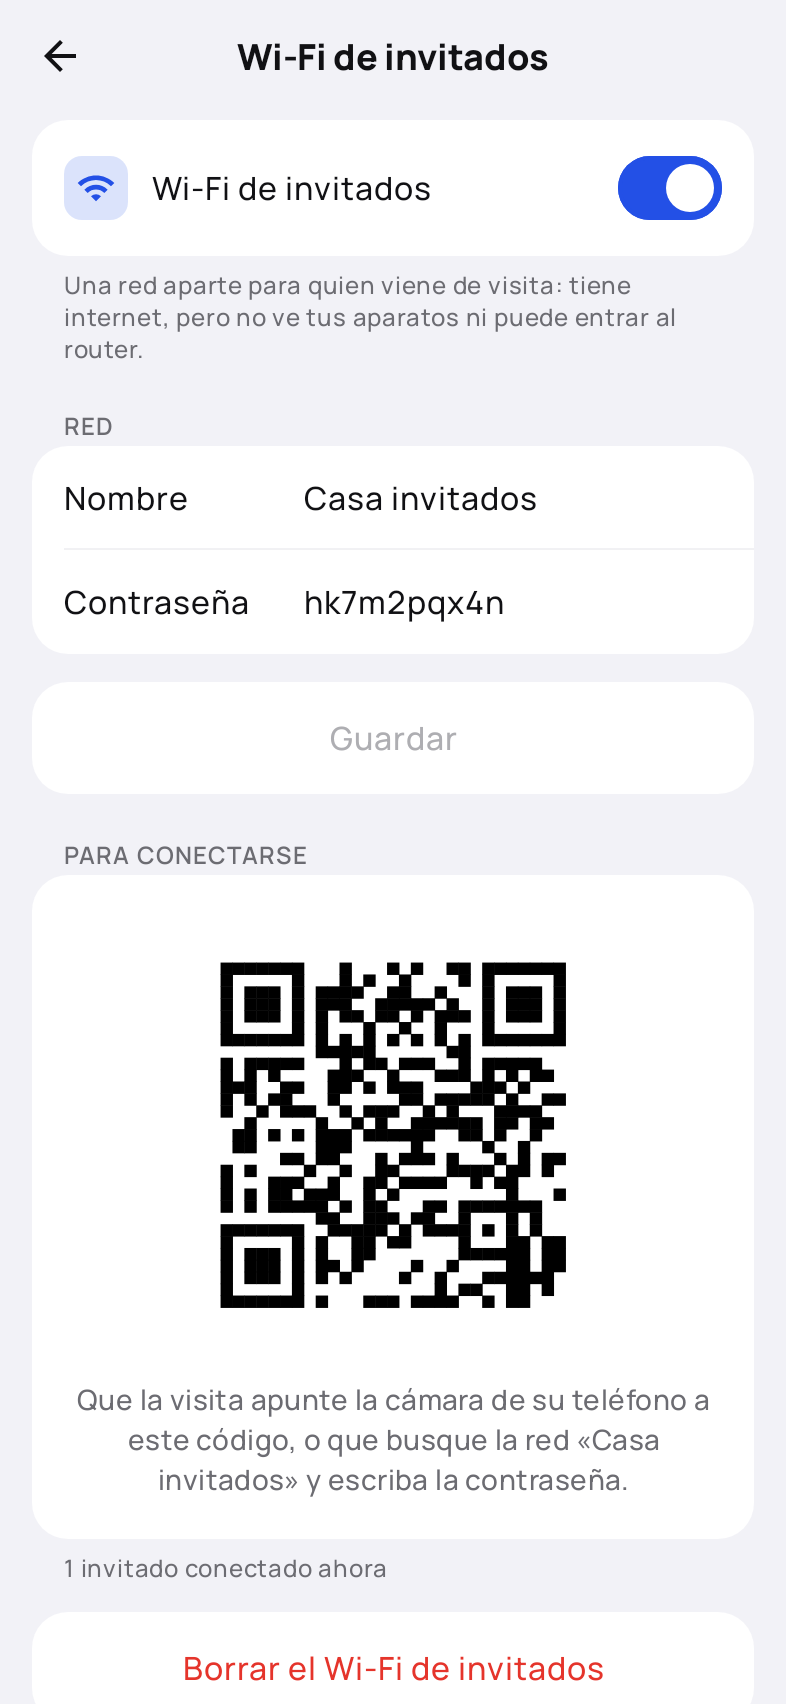 Wi-Fi de invitados
Wi-Fi de invitados
Una red aparte para quien viene de visita: tiene
internet, pero no ve tus aparatos ni puede entrar al
router.
RED
Nombre Casa invitados
Contraseña hk7m2pqx4n
Guardar
PARA CONECTARSE
Que la visita apunte la cámara de su teléfono a
este código, o que busque la red «Casa
invitados» y escriba la contraseña.
1 invitado conectado ahora
Borrar el Wi-Fi de invitados